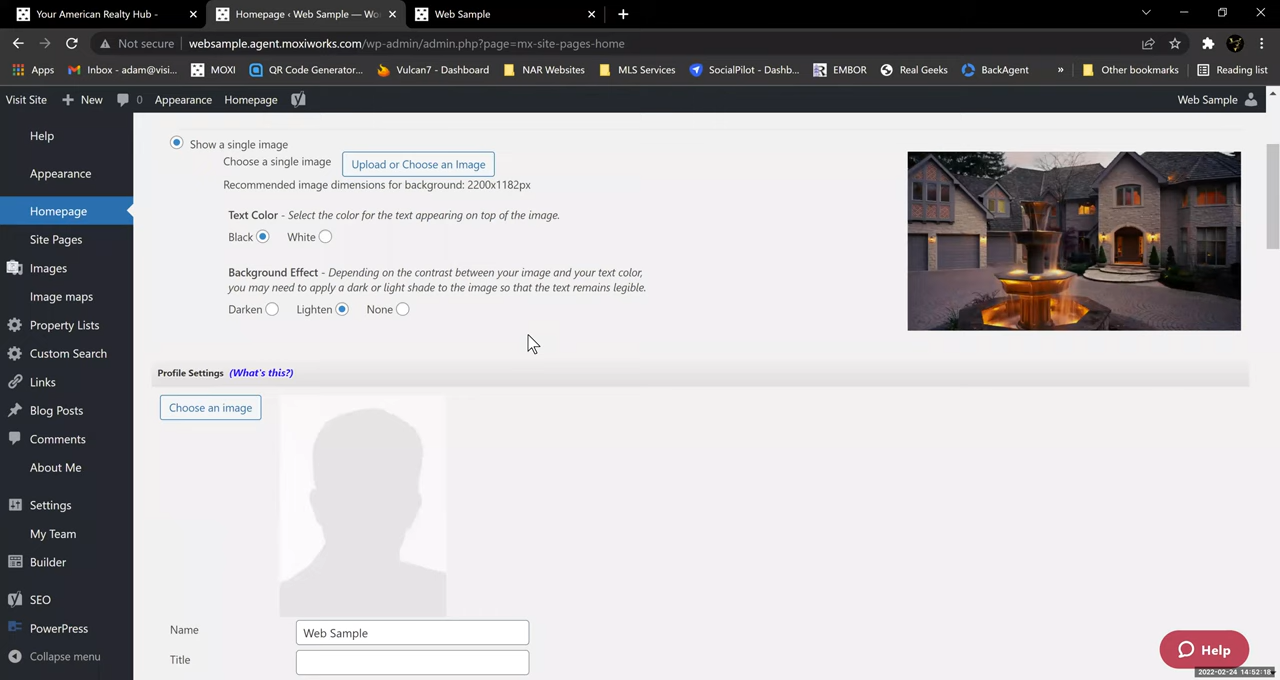 Your American Realty Hub -
Homepage ‹ Web Sample — Wo
Web Sample
Not secure
websample.agent.moxiworks.com/wp-admin/admin.php?page=mx-site-pages-home
Apps
Inbox - adam@visi...
MOXI
QR Code Generator...
Vulcan7 - Dashboard
NAR Websites
MLS Services
SocialPilot - Dashb...
EMBOR
Real Geeks
BackAgent
»
Other bookmarks
Reading list
Visit Site
New
0
Appearance
Homepage
Web Sample
Help
Appearance
Homepage
Site Pages
Images
Image maps
Property Lists
Custom Search
Links
Blog Posts
Comments
About Me
Settings
My Team
Builder
SEO
PowerPress
Collapse menu
Show a single image
Choose a single image
Upload or Choose an Image
Recommended image dimensions for background: 2200x1182px
Text Color - Select the color for the text appearing on top of the image.
Black
White
Background Effect - Depending on the contrast between your image and your text color,
you may need to apply a dark or light shade to the image so that the text remains legible.
Darken
Lighten
None
Profile Settings (What's this?)
Choose an image
Name
Web Sample
Title
Help
2022-02-24 14:52:18